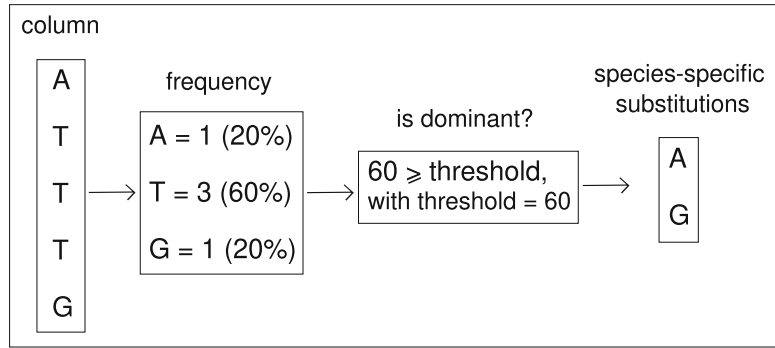 column
A
T
T
T
G
frequency
A = 1 (20%)
T = 3 (60%)
G = 1 (20%)
is dominant?
60 ⩾ threshold,
with threshold = 60
species-specific
substitutions
A
G